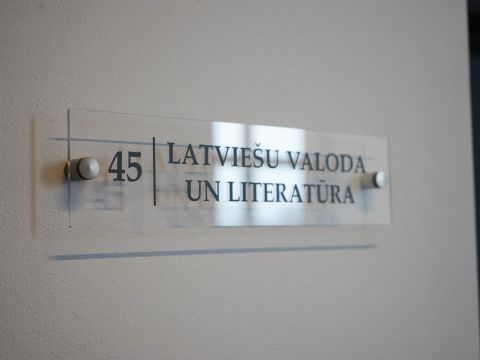 45
LATVIEŠU VALODA
UN LITERATŪRA